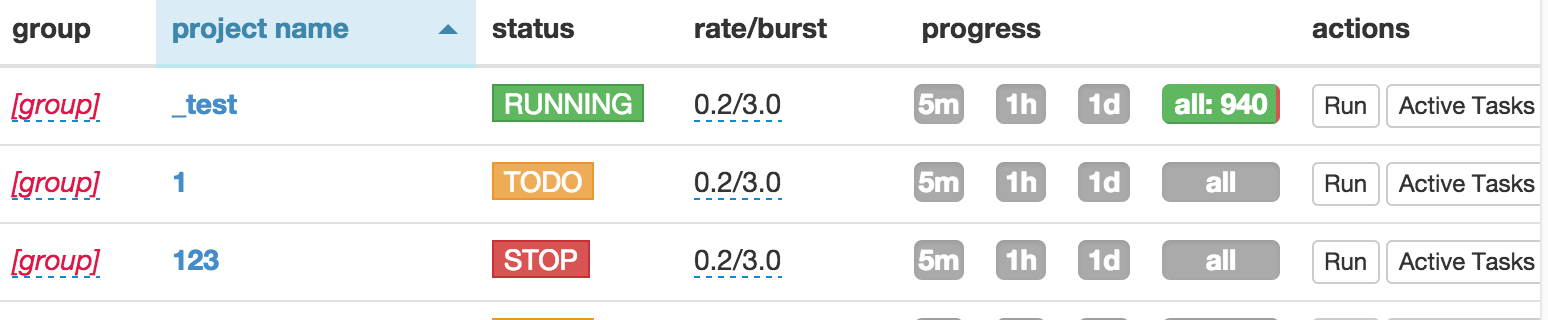 group project name status rate/burst progress actions
[group] _test RUNNING 0.2/3.0 5m 1h 1d all: 940 Run Active Tasks
[group] 1 TODO 0.2/3.0 5m 1h 1d all Run Active Tasks
[group] 123 STOP 0.2/3.0 5m 1h 1d all Run Active Tasks